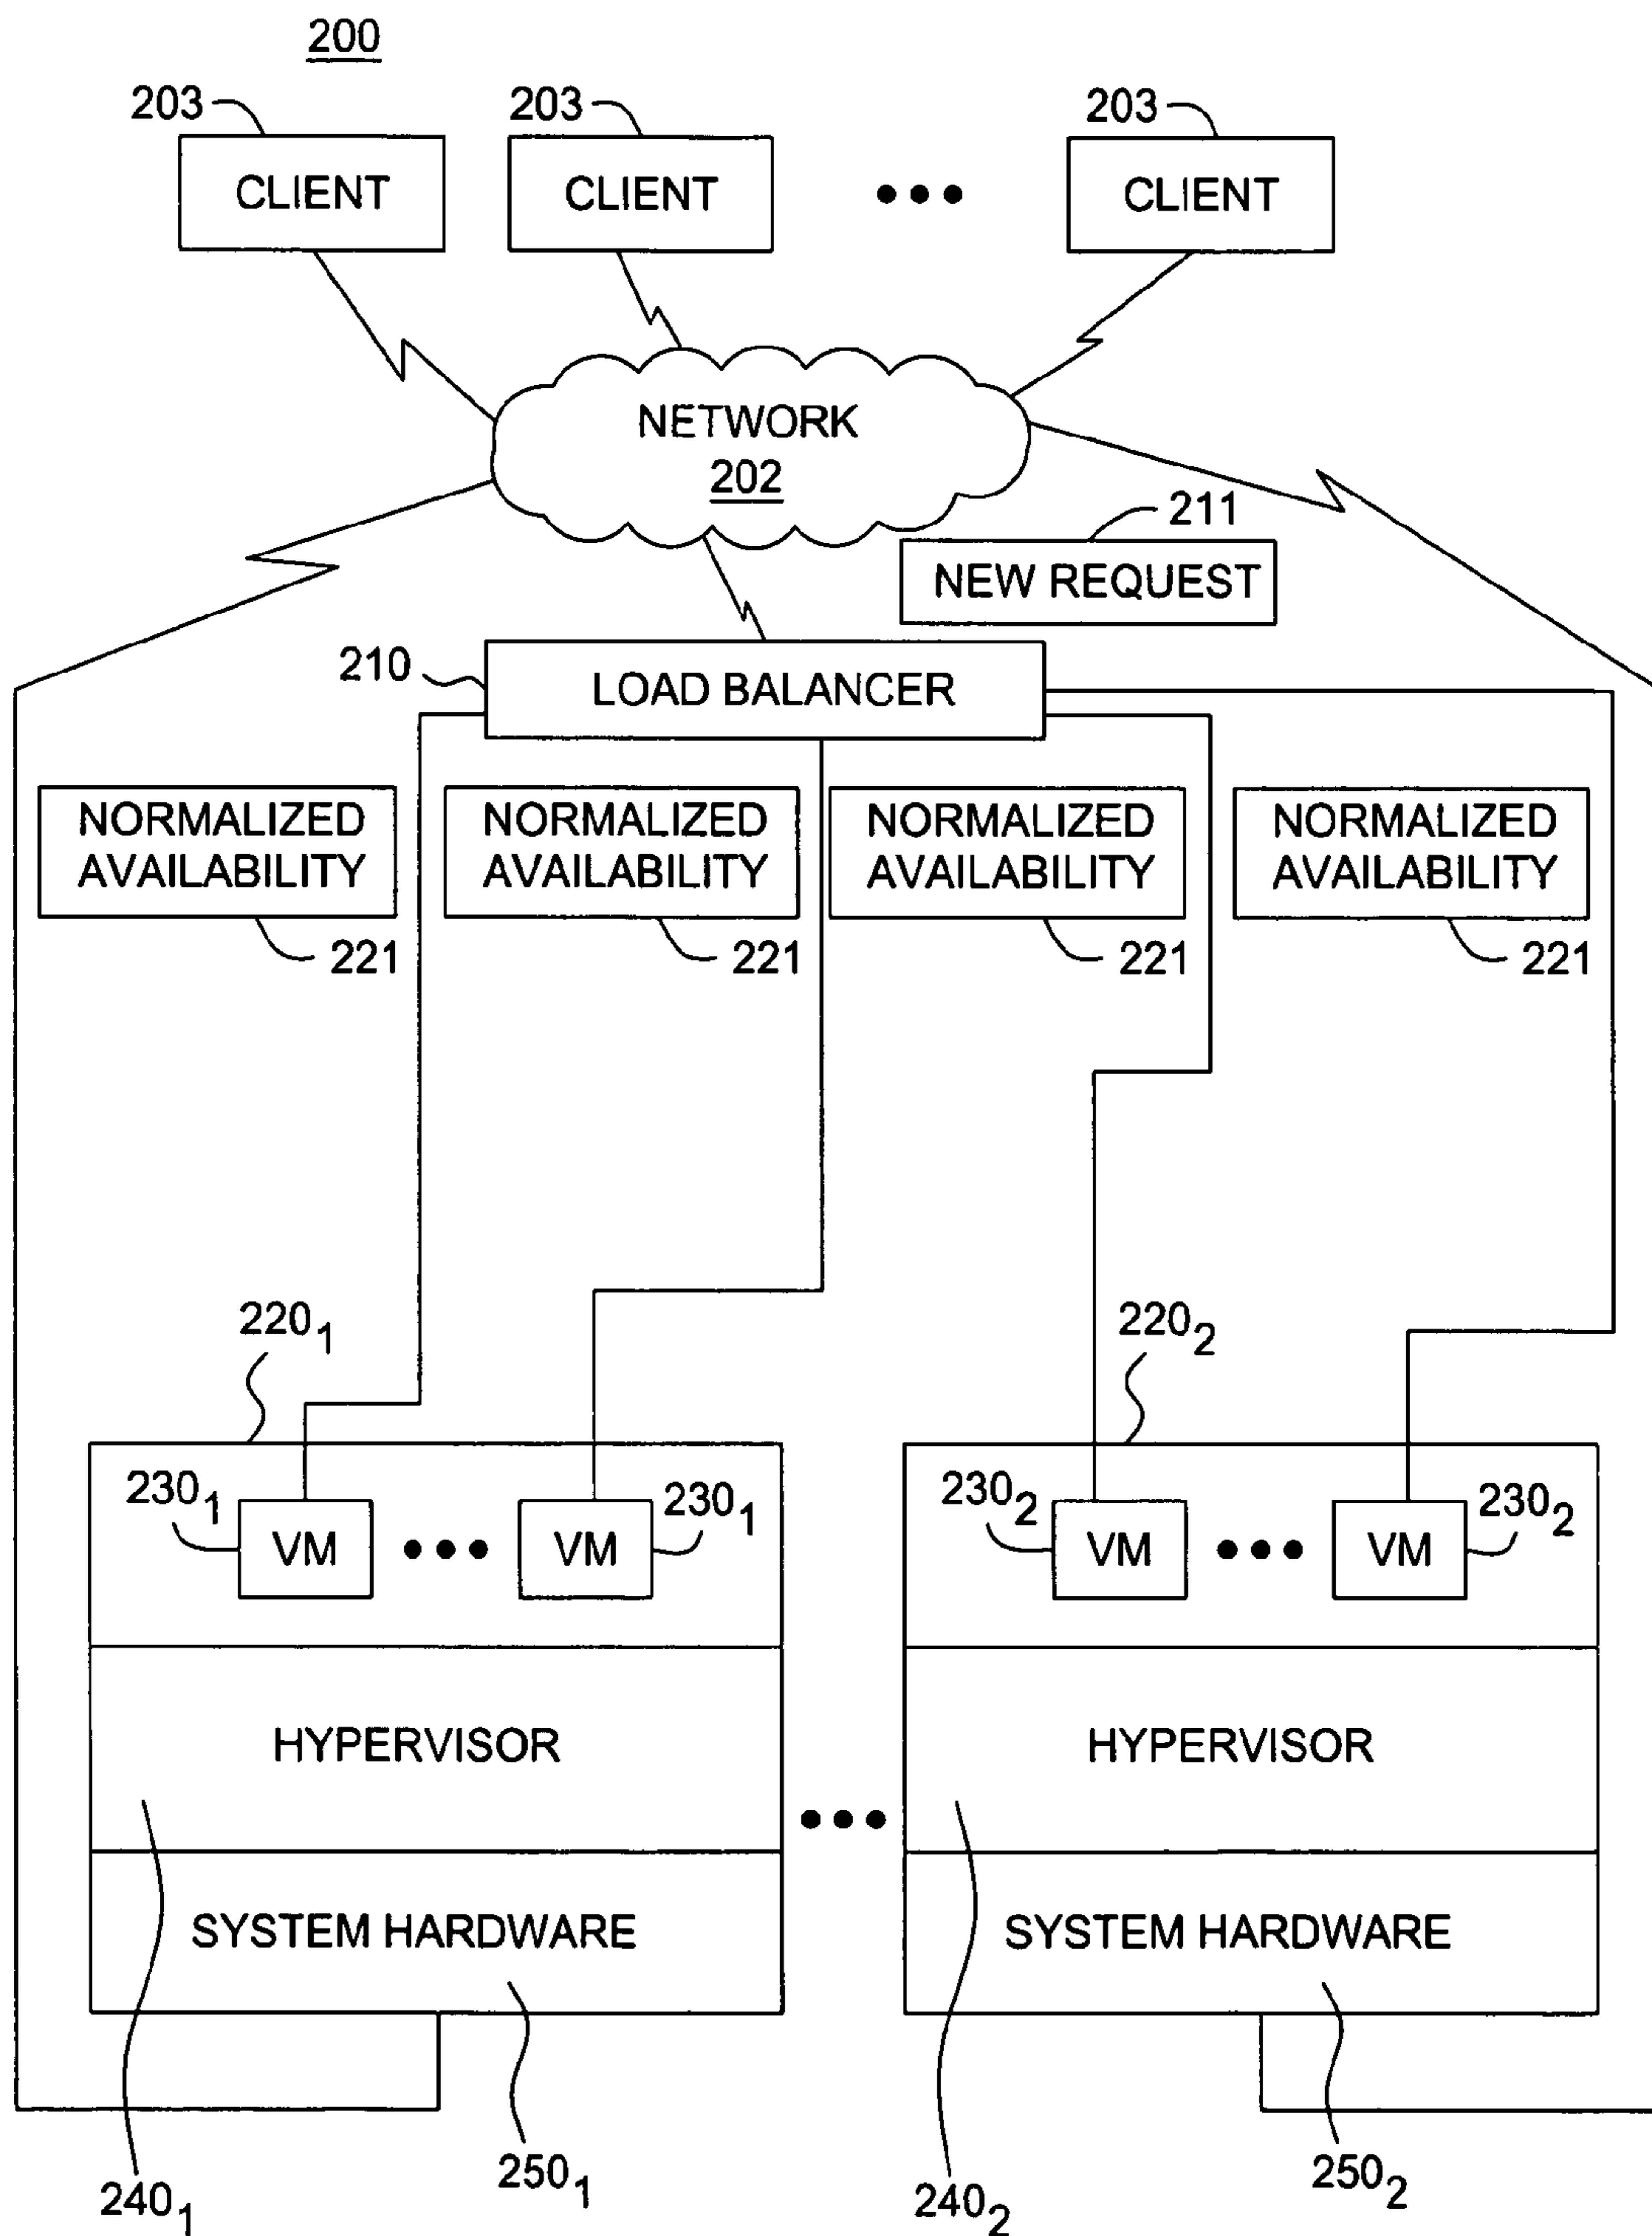 200
203
203
203
CLIENT
CLIENT
CLIENT
NETWORK
202
211
NEW REQUEST
210
LOAD BALANCER
NORMALIZED
AVAILABILITY
NORMALIZED
AVAILABILITY
NORMALIZED
AVAILABILITY
NORMALIZED
AVAILABILITY
221
221
221
221
220₁
220₂
230₁
230₁
230₂
230₂
VM
VM
VM
VM
HYPERVISOR
HYPERVISOR
SYSTEM HARDWARE
SYSTEM HARDWARE
240₁
250₁
240₂
250₂